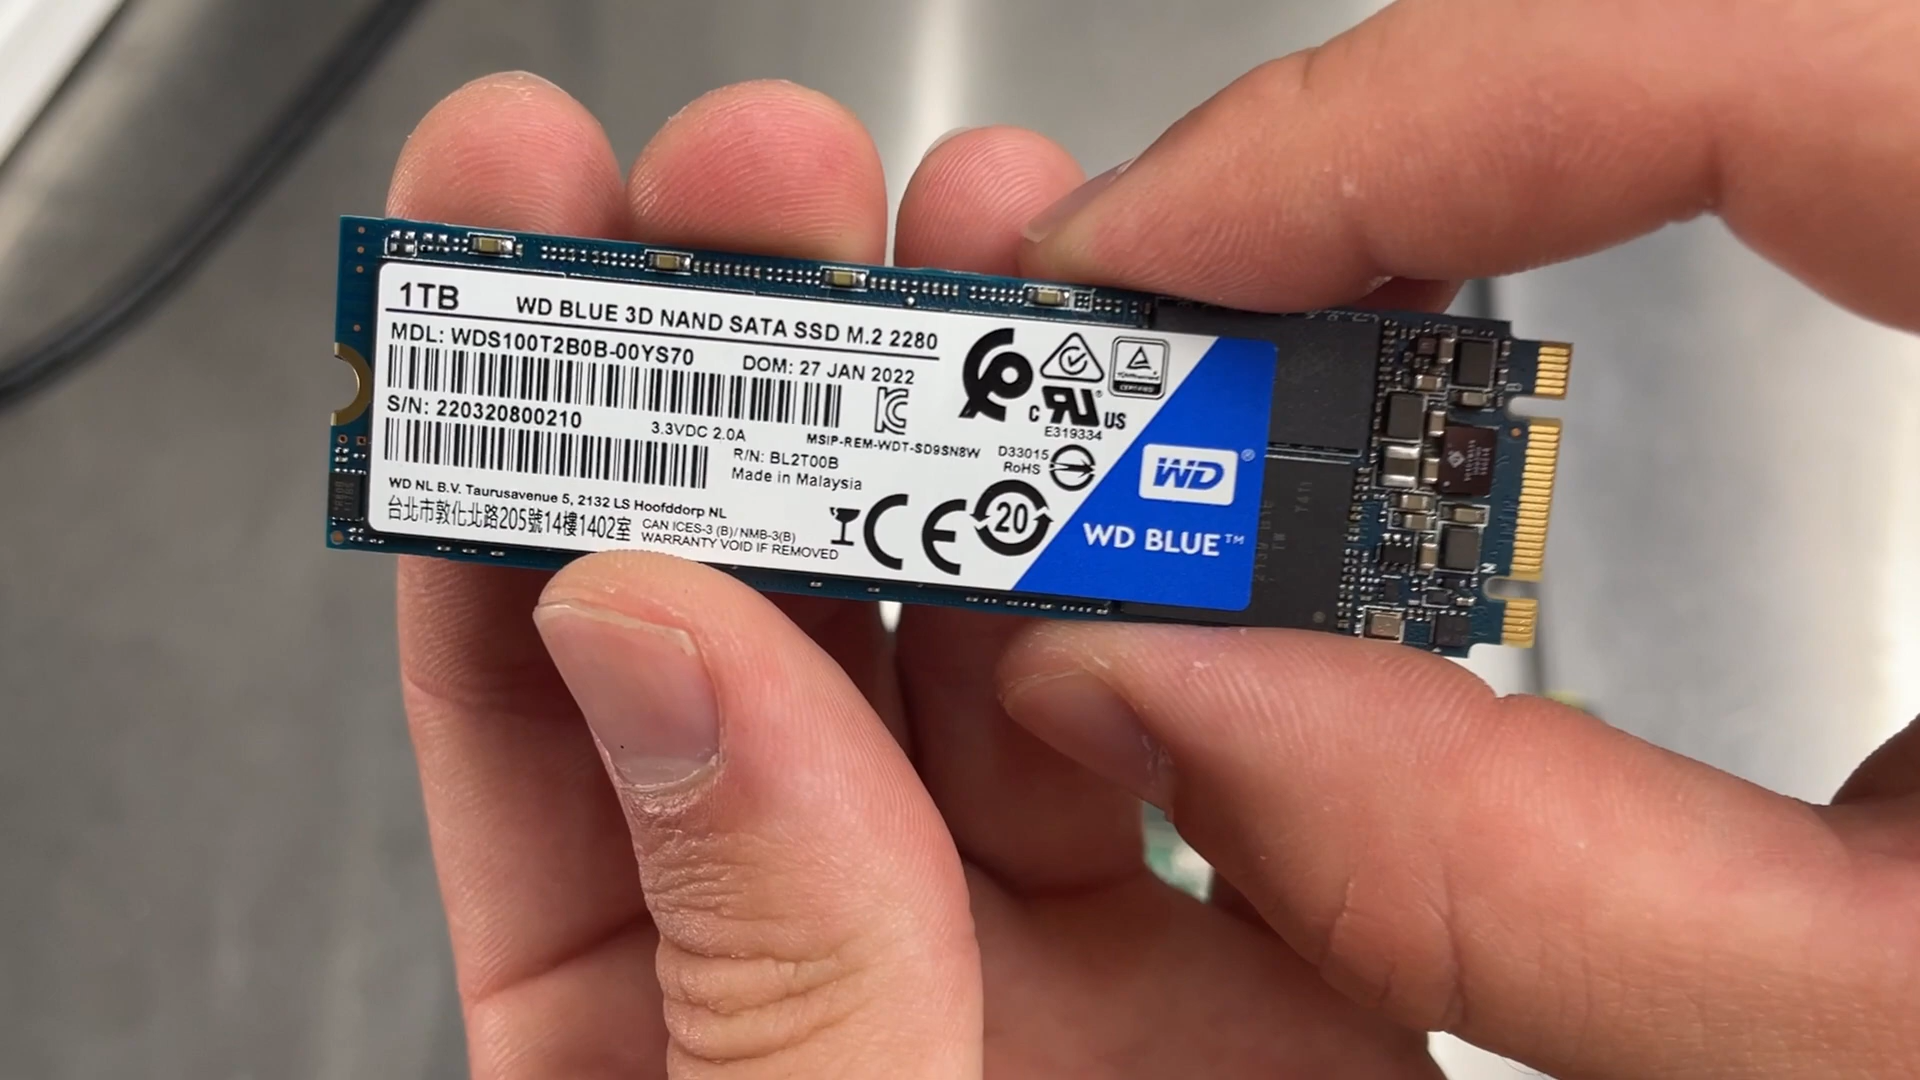 1TB WD BLUE 3D NAND SATA SSD M.2 2280
MDL: WDS100T2B0B-00YS70
DOM: 27 JAN 2022
S/N: 220320800210
3.3VDC 2.0A
MSIP-REM-WDT-SD9SN8W
R/N: BL2T00B
Made in Malaysia
WD NL B.V. Taurusavenue 5, 2132 LS Hoofddorp NL
台北市敦化北路205號14樓1402室
CAN ICES-3 (B)/NMB-3(B)
WARRANTY VOID IF REMOVED
C US
E319334
D33015
RoHS
CE
20
WD®
WD BLUE™